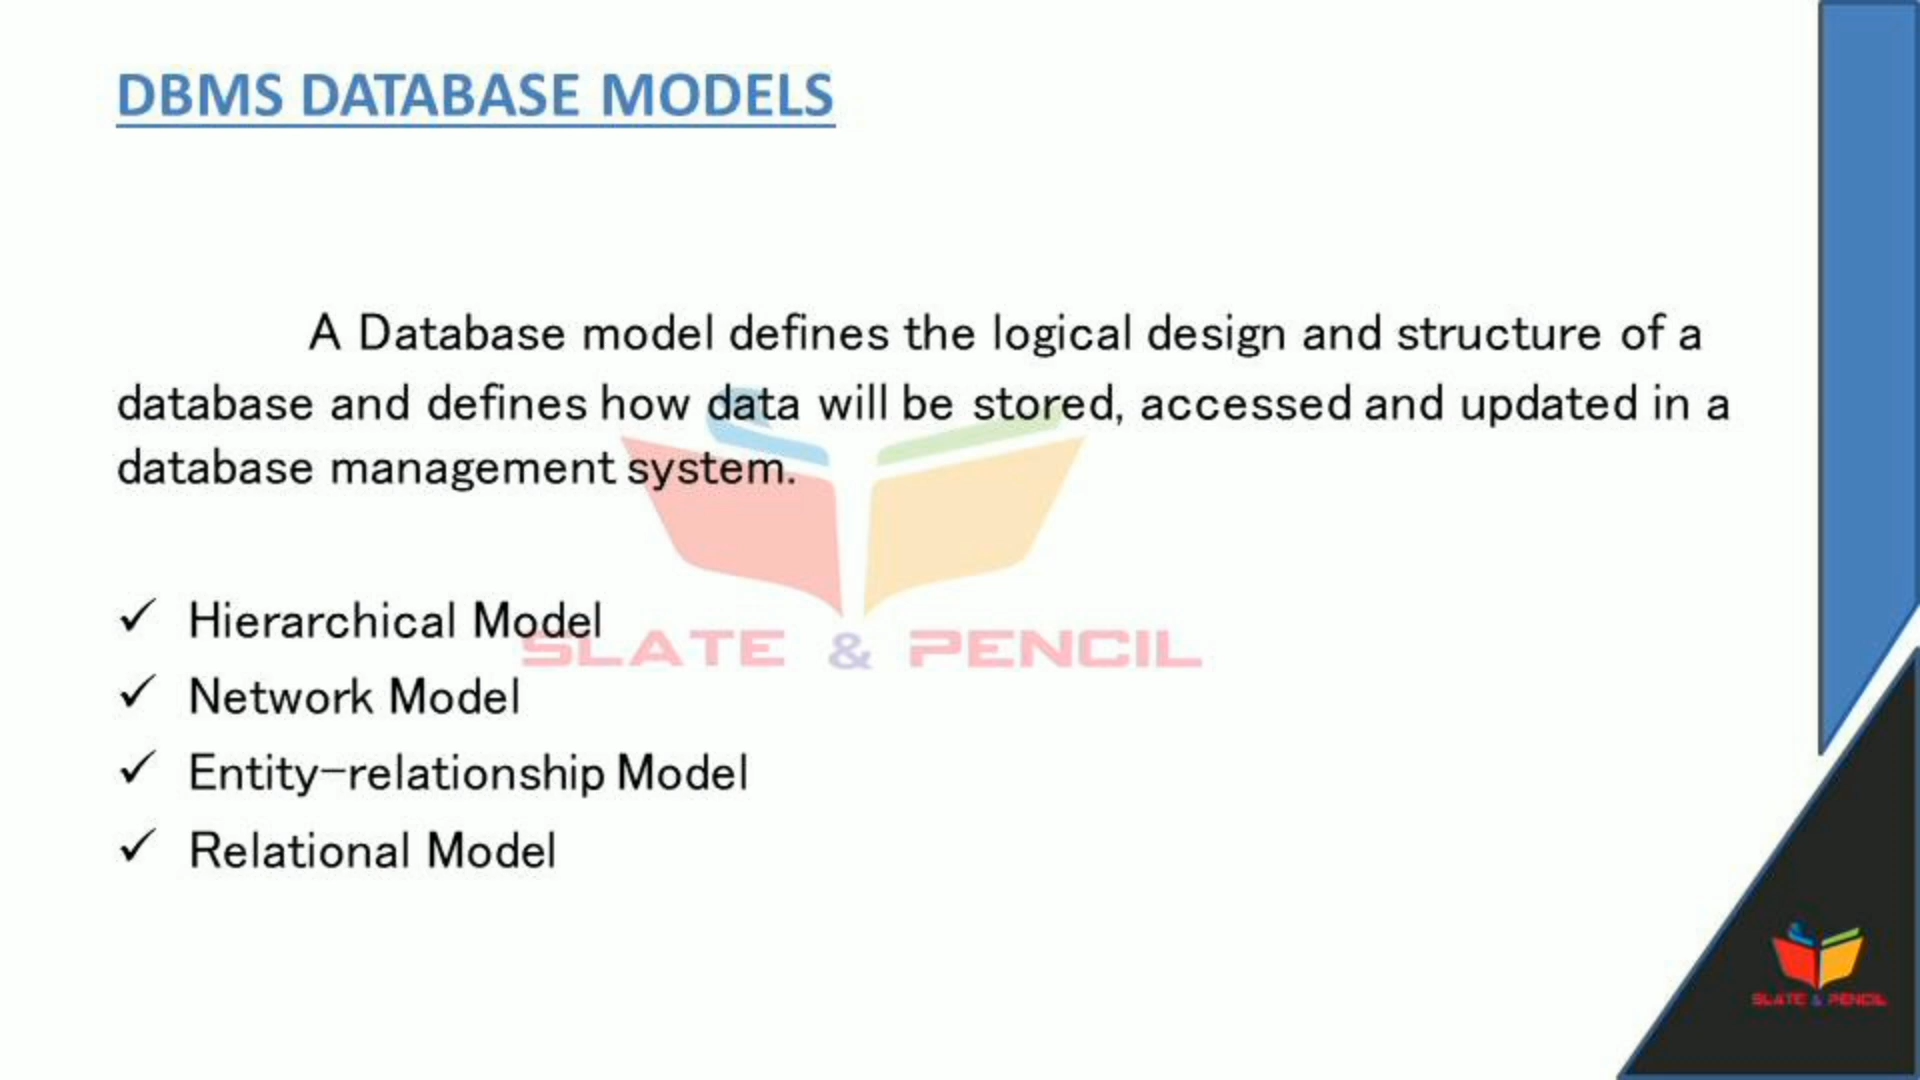 DBMS DATABASE MODELS
A Database model defines the logical design and structure of a
database and defines how data will be stored, accessed and updated in a
database management system.
✓ Hierarchical Model
SLATE & PENCIL
✓ Network Model
✓ Entity-relationship Model
✓ Relational Model
SLATE & PENCIL